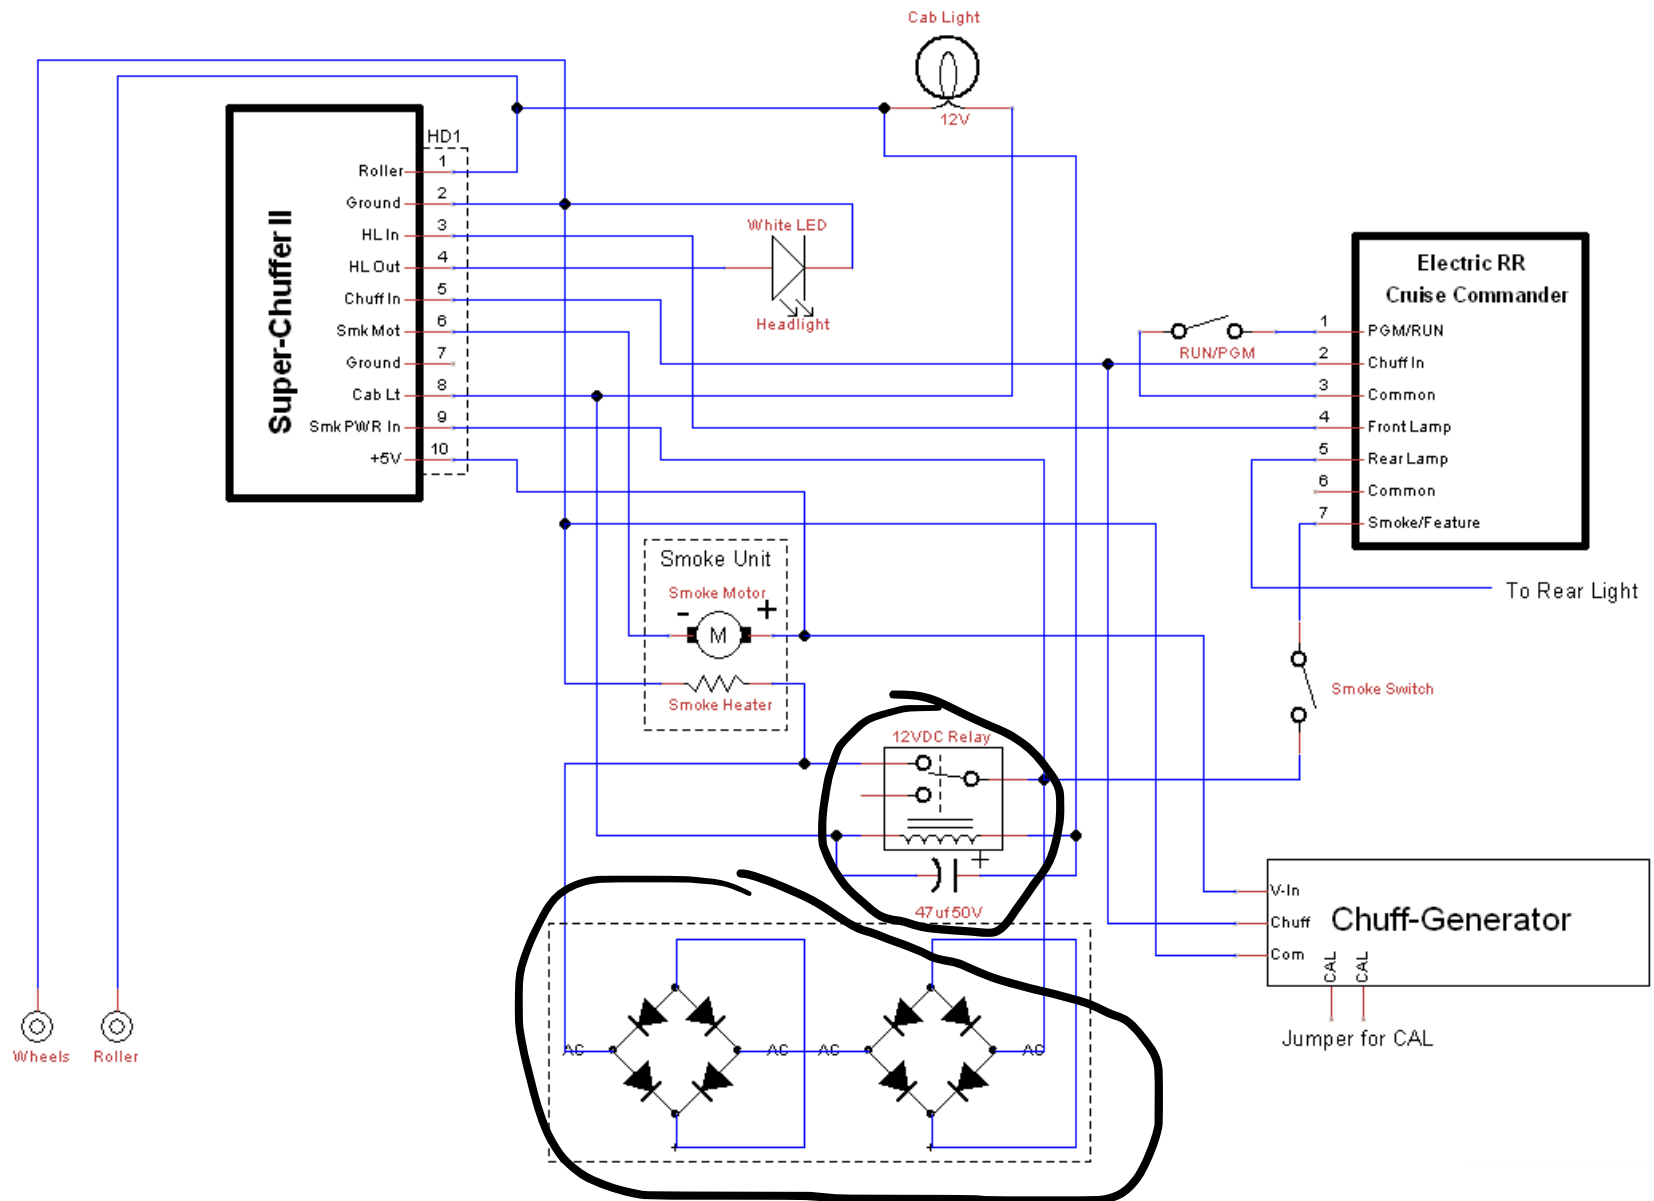 Cab Light
12V
HD1
Super-Chuffer II
Roller 1
Ground 2
HL In 3
HL Out 4
Chuff In 5
Smk Mot 6
Ground 7
Cab Lt 8
Smk PWR In 9
+5V 10
White LED
Headlight
Electric RR
Cruise Commander
1 PGM/RUN
2 Chuff In
3 Common
4 Front Lamp
5 Rear Lamp
6 Common
7 Smoke/Feature
RUN/PGM
To Rear Light
Smoke Unit
Smoke Motor
- +
M
Smoke Heater
Smoke Switch
12VDC Relay
+
47uf50V
V-In
Chuff
Com
Chuff-Generator
CAL CAL
Jumper for CAL
AC AC AC AC
+ +
Wheels Roller